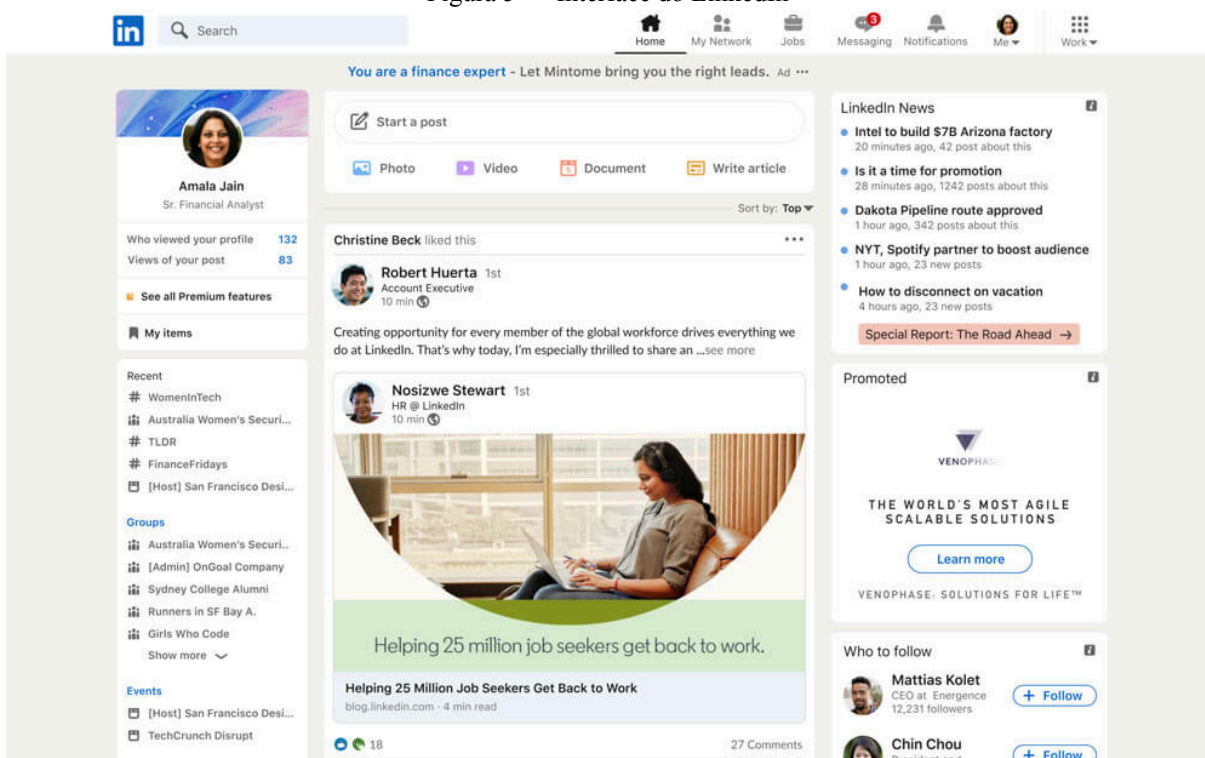 Figura 5 – Interface do LinkedIn
in
Search
Home
My Network
Jobs
3
Messaging
Notifications
Me
Work
You are a finance expert - Let Mintome bring you the right leads. Ad •••
Amala Jain
Sr. Financial Analyst
Who viewed your profile 132
Views of your post 83
See all Premium features
My items
Recent
# WomenInTech
Australia Women's Securi...
# TLDR
# FinanceFridays
[Host] San Francisco Desi...
Groups
Australia Women's Securi..
[Admin] OnGoal Company
Sydney College Alumni
Runners in SF Bay A.
Girls Who Code
Show more
Events
[Host] San Francisco Desi...
TechCrunch Disrupt
Start a post
Photo
Video
Document
Write article
Sort by: Top
Christine Beck liked this
Robert Huerta 1st
Account Executive
10 min
Creating opportunity for every member of the global workforce drives everything we
do at LinkedIn. That's why today, I'm especially thrilled to share an ...see more
Nosizwe Stewart 1st
HR @ LinkedIn
10 min
Helping 25 million job seekers get back to work.
Helping 25 Million Job Seekers Get Back to Work
blog.linkedin.com · 4 min read
18
27 Comments
LinkedIn News
Intel to build $7B Arizona factory
20 minutes ago, 42 post about this
Is it a time for promotion
28 minutes ago, 1242 posts about this
Dakota Pipeline route approved
1 hour ago, 342 posts about this
NYT, Spotify partner to boost audience
1 hour ago, 23 new posts
How to disconnect on vacation
4 hours ago, 23 new posts
Special Report: The Road Ahead →
Promoted
VENOPHASE
THE WORLD'S MOST AGILE
SCALABLE SOLUTIONS
Learn more
VENOPHASE: SOLUTIONS FOR LIFE™
Who to follow
Mattias Kolet
CEO at Energence
12,231 followers
+ Follow
Chin Chou
President and
+ Follow